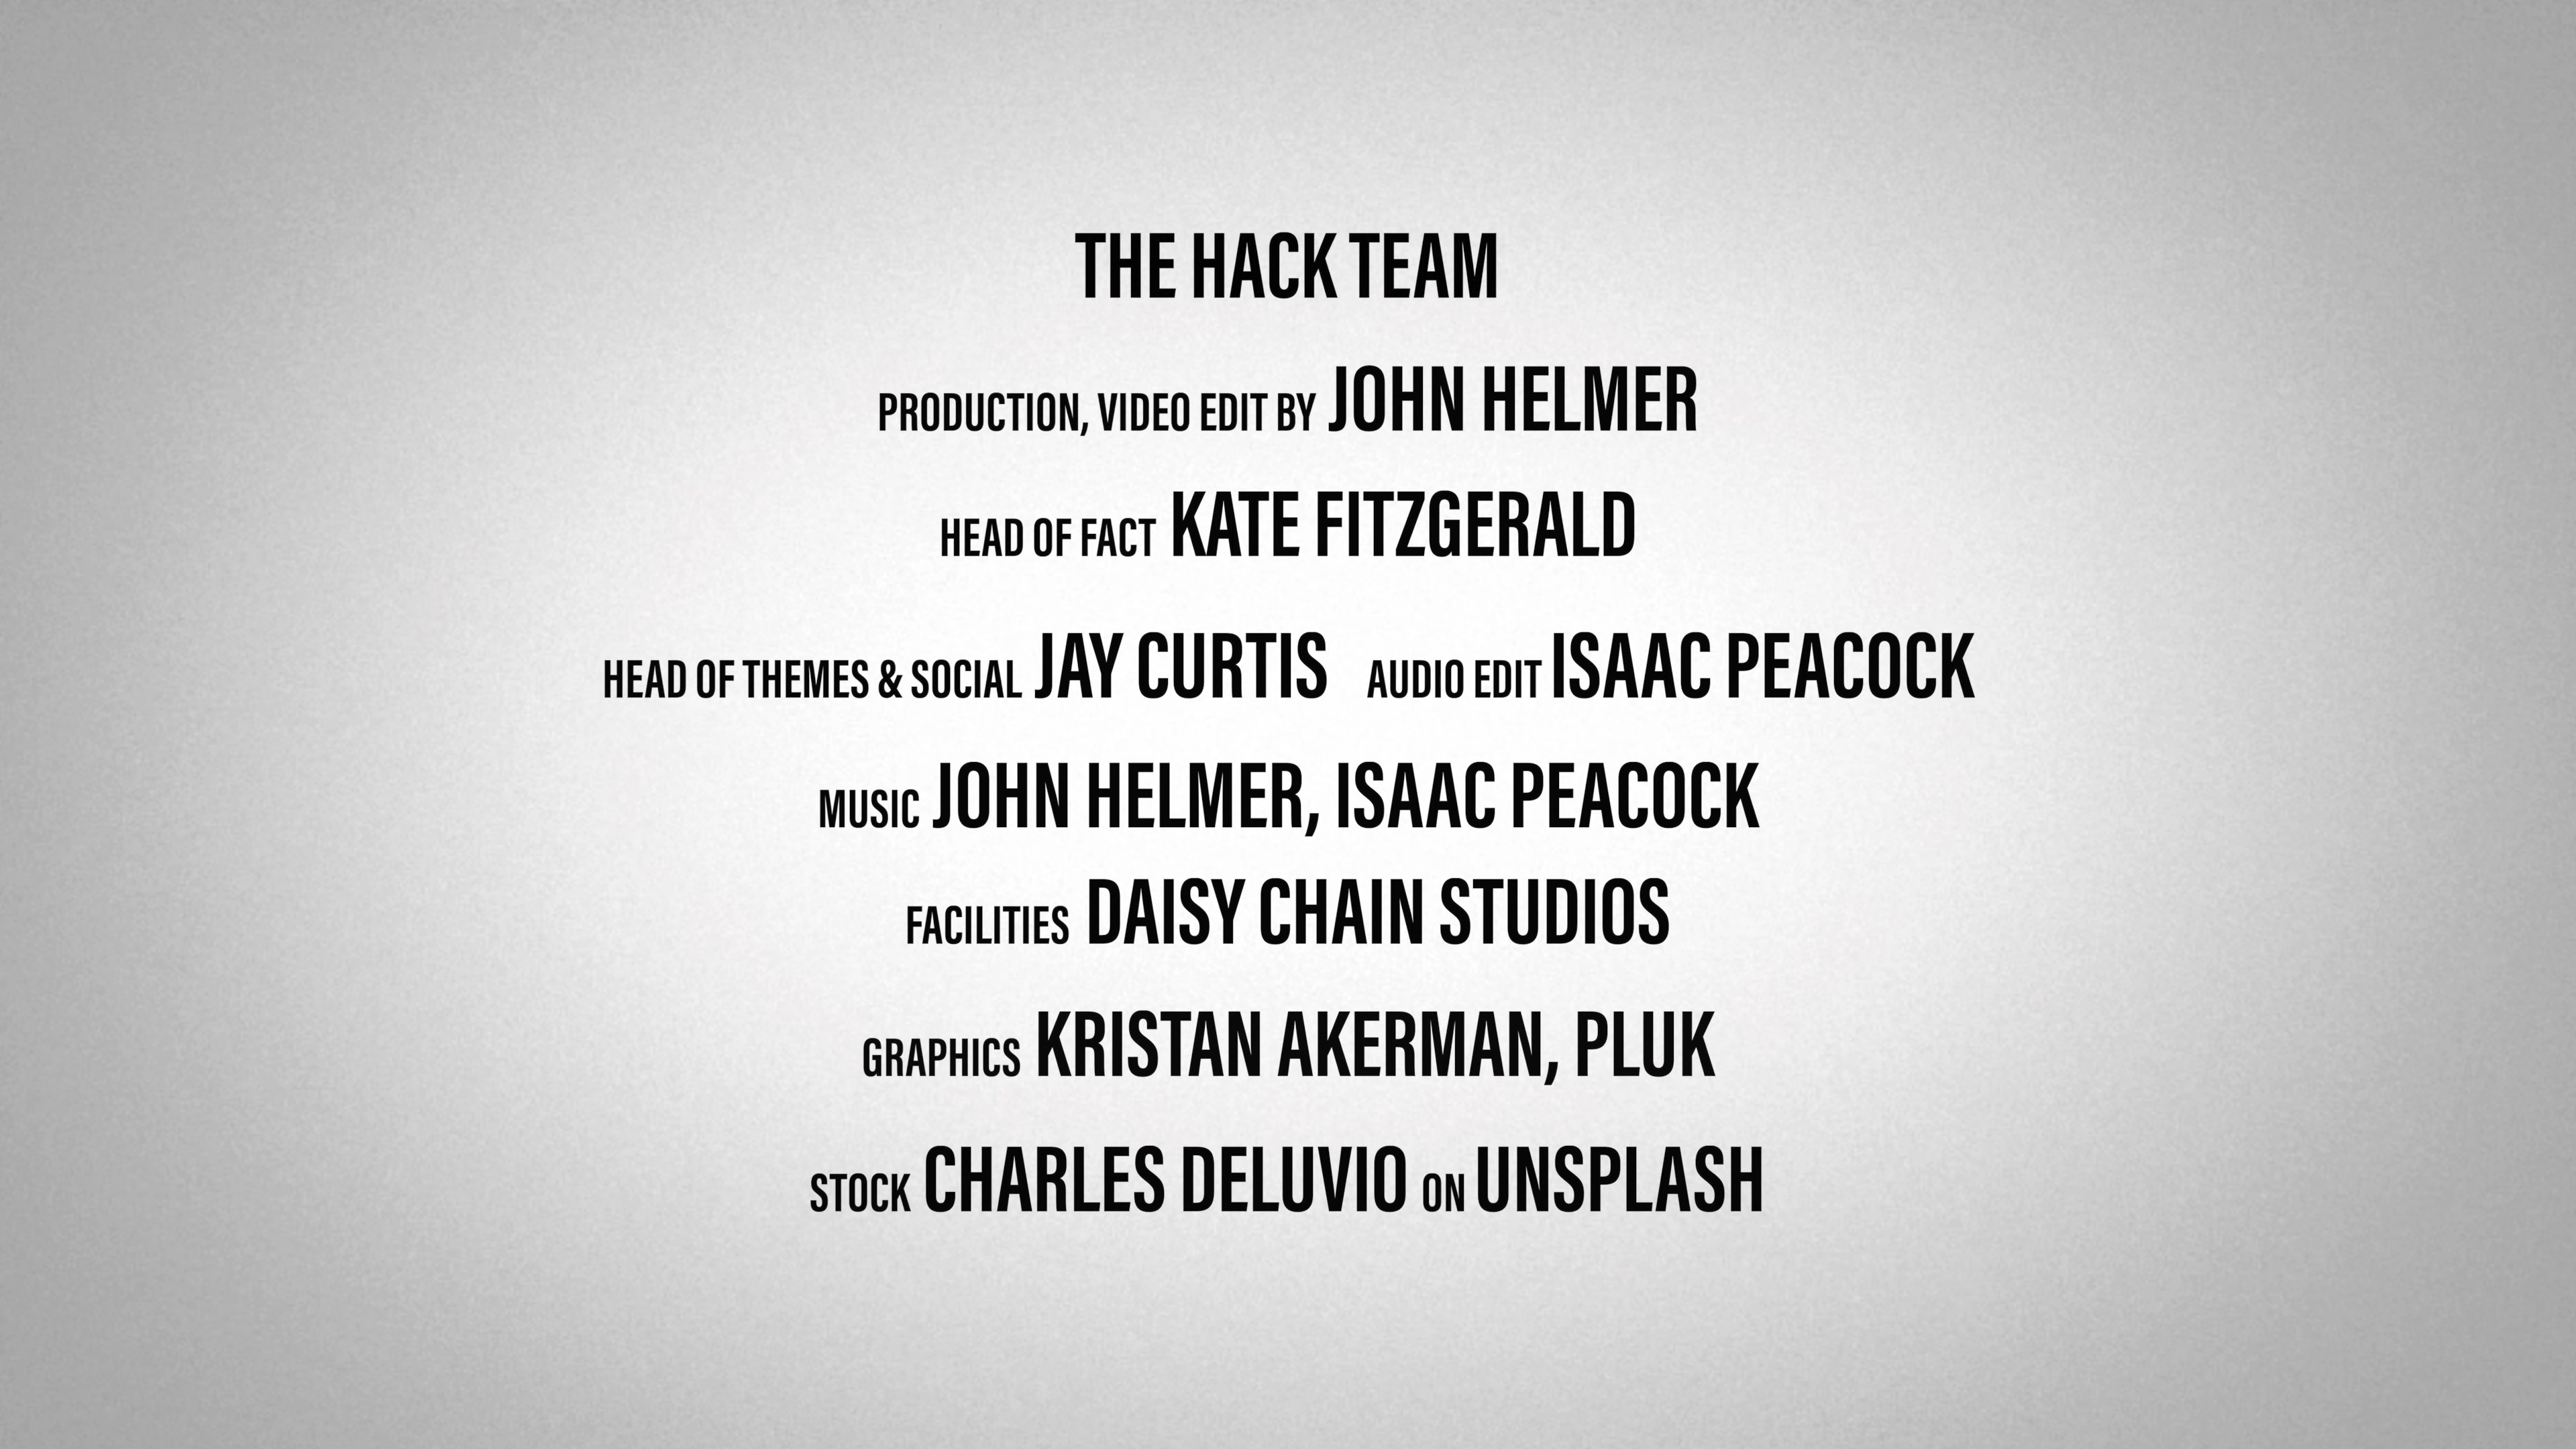 THE HACK TEAM
PRODUCTION, VIDEO EDIT BY JOHN HELMER
HEAD OF FACT KATE FITZGERALD
HEAD OF THEMES & SOCIAL JAY CURTIS AUDIO EDIT ISAAC PEACOCK
MUSIC JOHN HELMER, ISAAC PEACOCK
FACILITIES DAISY CHAIN STUDIOS
GRAPHICS KRISTAN AKERMAN, PLUK
STOCK CHARLES DELUVIO ON UNSPLASH